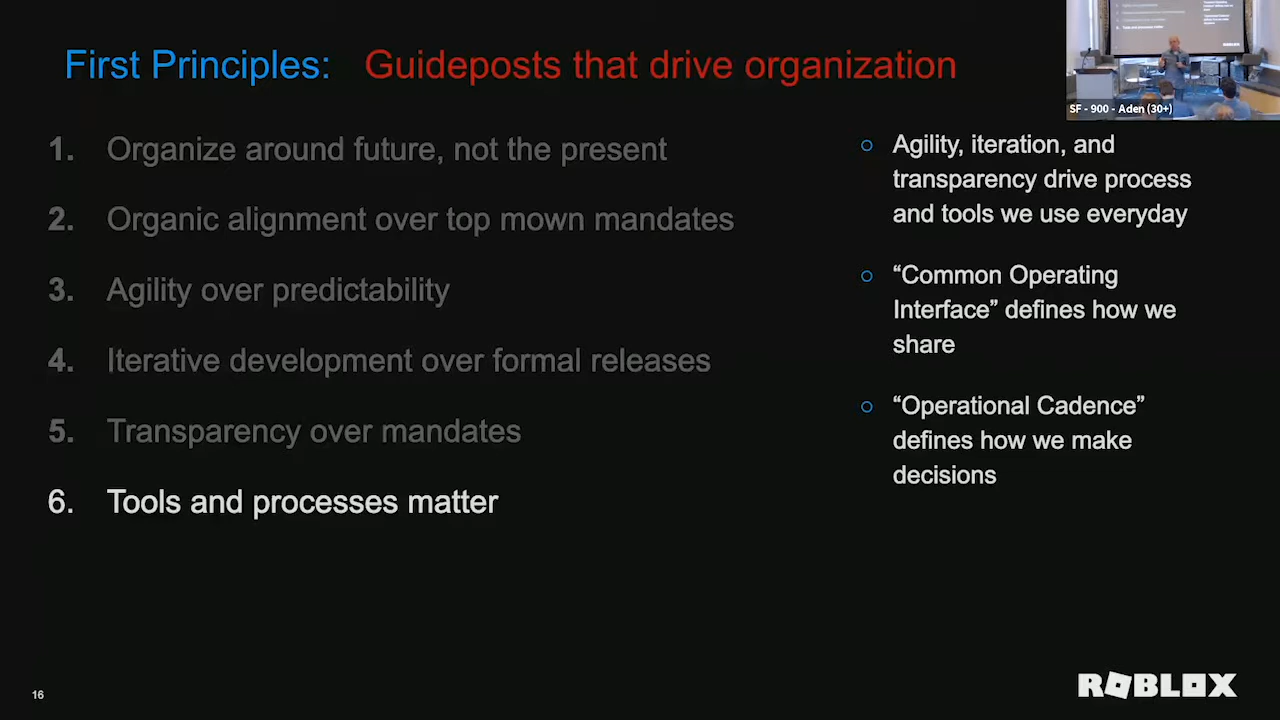 First Principles: Guideposts that drive organization
SF - 900 - Aden (30+)
1. Organize around future, not the present
2. Organic alignment over top mown mandates
3. Agility over predictability
4. Iterative development over formal releases
5. Transparency over mandates
6. Tools and processes matter
○ Agility, iteration, and
transparency drive process
and tools we use everyday
○ “Common Operating
Interface” defines how we
share
○ “Operational Cadence”
defines how we make
decisions
16
ROBLOX